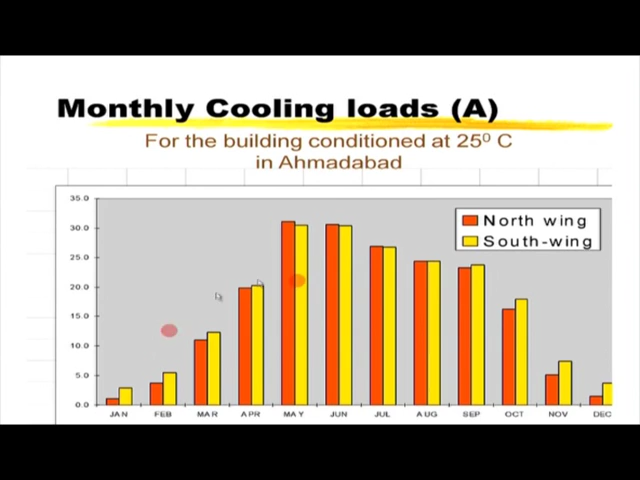 Monthly Cooling loads (A)
For the building conditioned at 25⁰ C
in Ahmadabad
35.0
30.0
25.0
20.0
15.0
10.0
5.0
0.0
North wing
South-wing
JAN FEB MAR APR MAY JUN JUL AUG SEP OCT NOV DEC